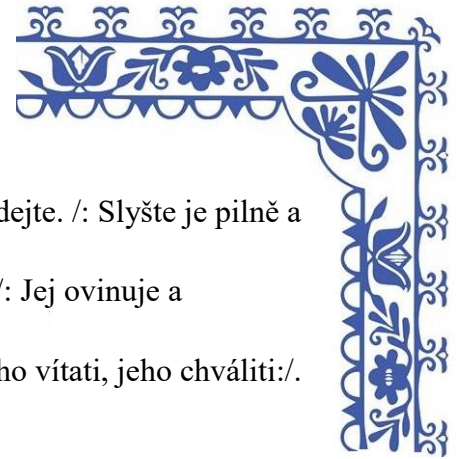 dejte. /: Slyšte je pilně a
/: Jej ovinuje a
ho vítati, jeho chváliti:/.